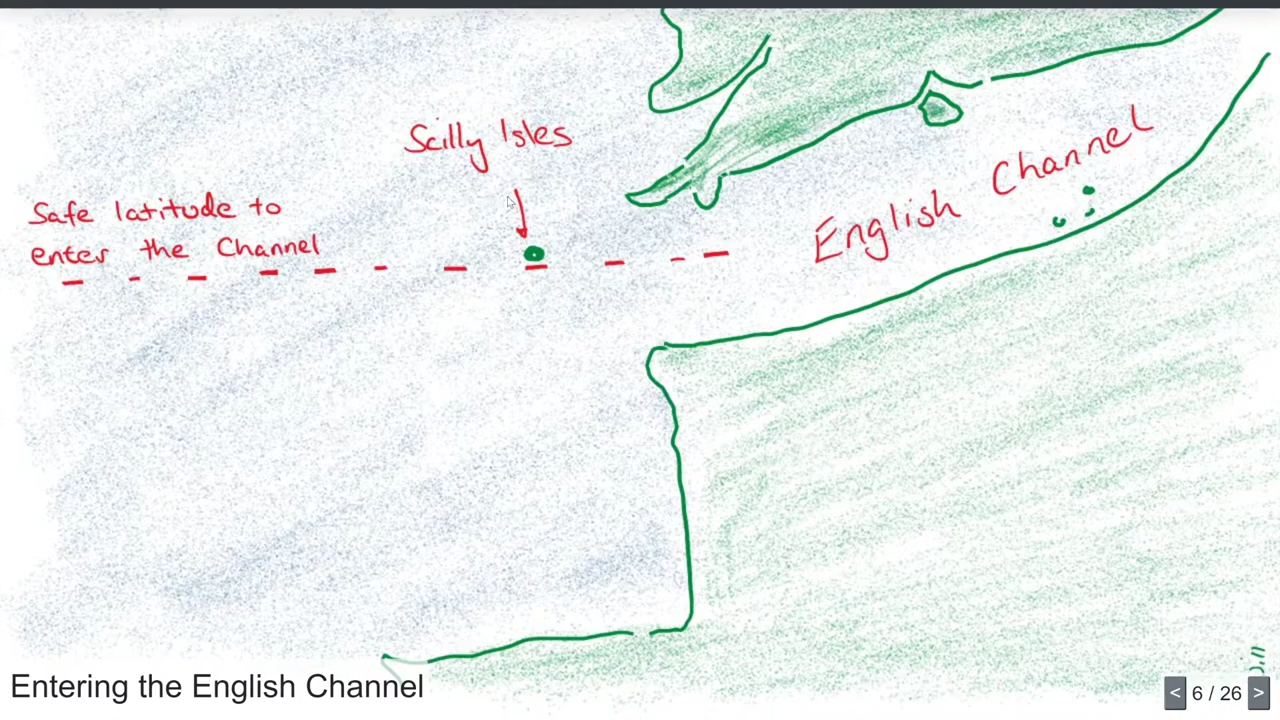 Scilly Isles
Safe latitude to
enter the Channel
English Channel
Entering the English Channel
< 6 / 26 >